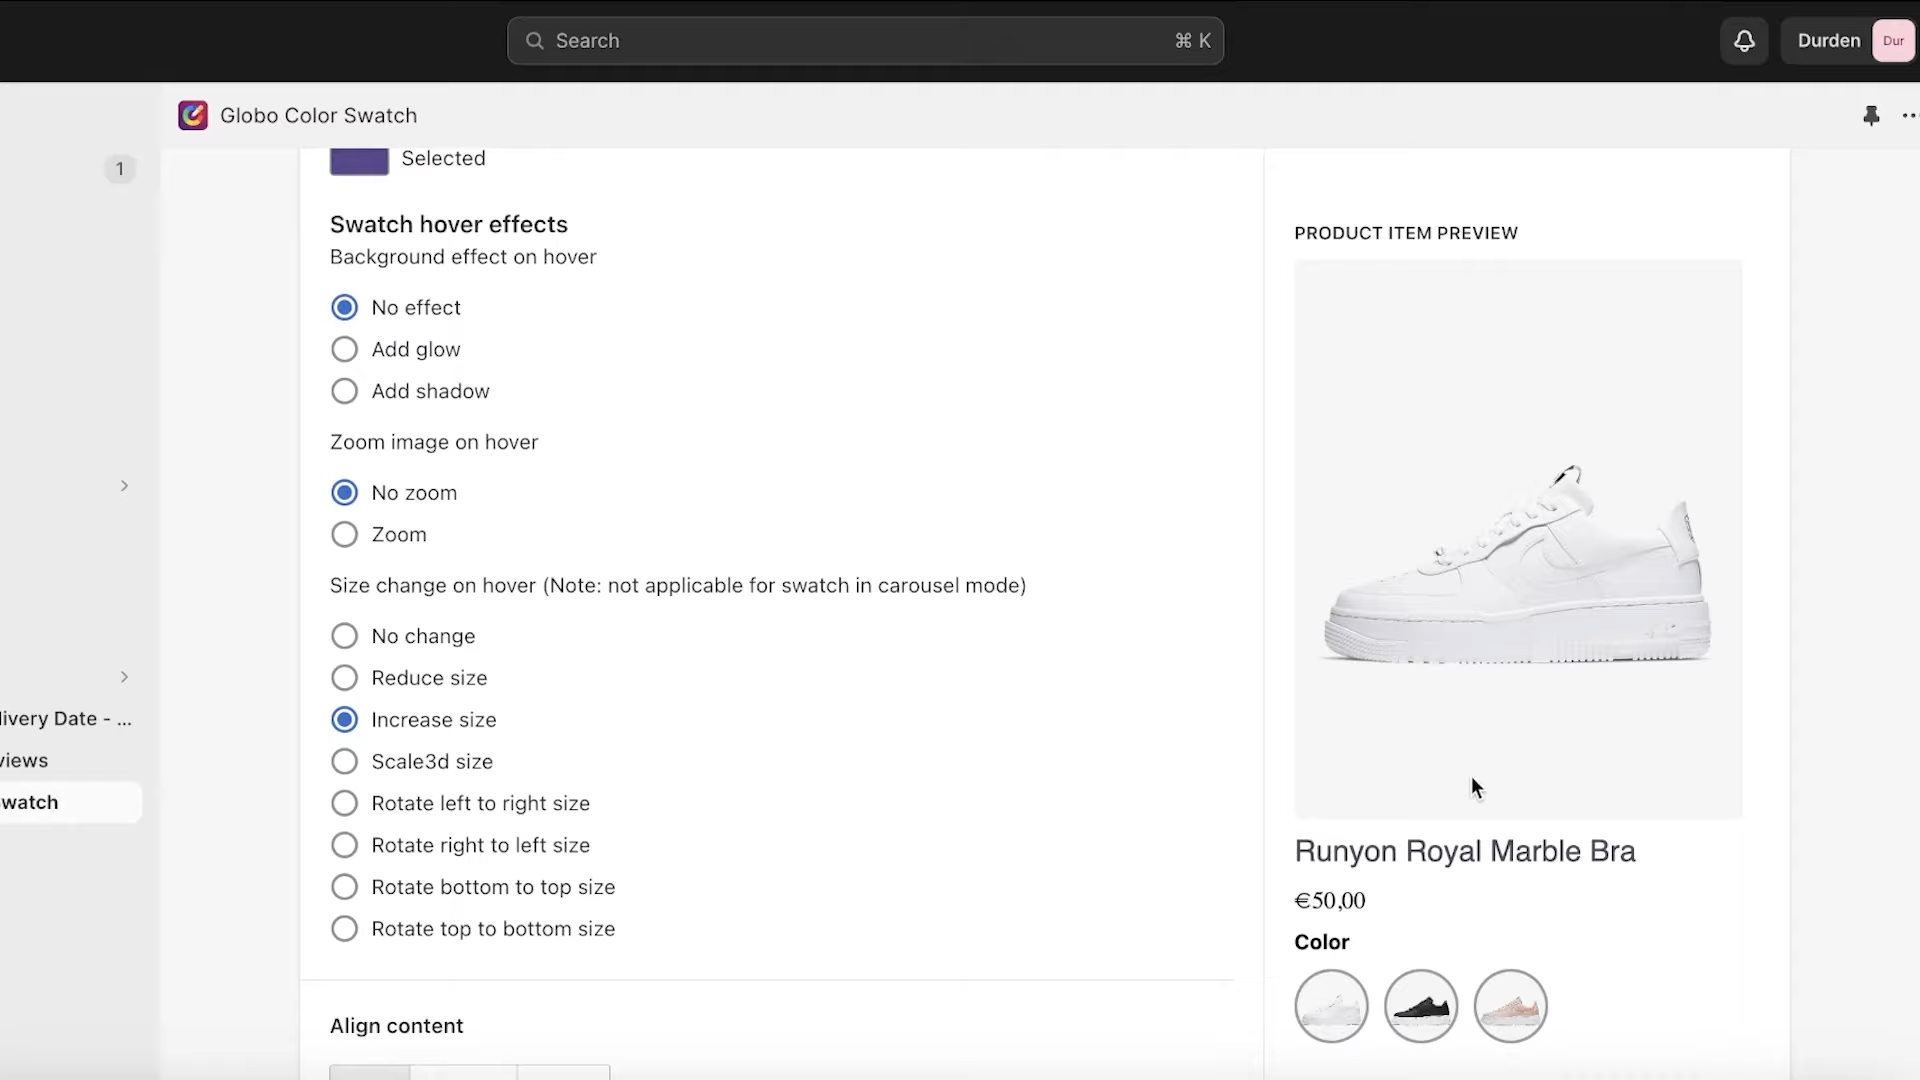 Search
⌘ K
Durden
Dur
Globo Color Swatch
1
Selected
Swatch hover effects
Background effect on hover
No effect
Add glow
Add shadow
Zoom image on hover
No zoom
Zoom
Size change on hover (Note: not applicable for swatch in carousel mode)
No change
Reduce size
Increase size
Scale3d size
Rotate left to right size
Rotate right to left size
Rotate bottom to top size
Rotate top to bottom size
Align content
livery Date - ...
views
watch
PRODUCT ITEM PREVIEW
Runyon Royal Marble Bra
€50,00
Color